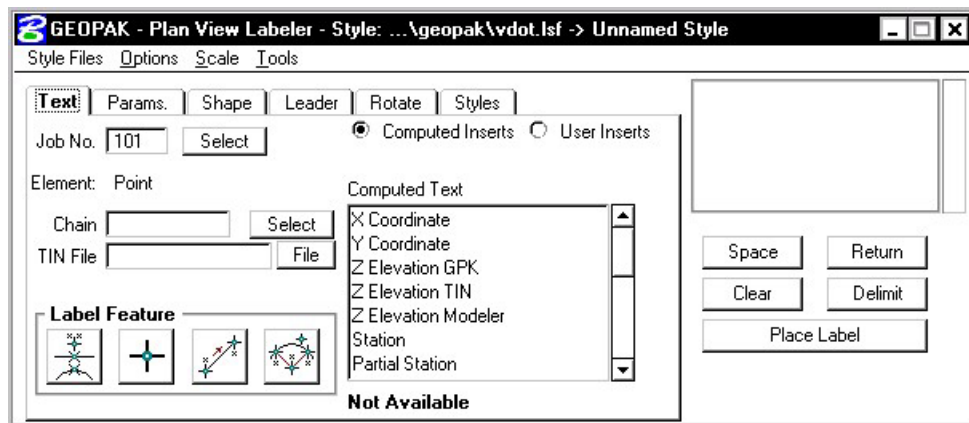 GEOPAK - Plan View Labeler - Style: ...\geopak\vdot.lsf -> Unnamed Style
Style Files Options Scale Tools
Text Params. Shape Leader Rotate Styles
Job No. 101 Select
Computed Inserts User Inserts
Element: Point
Chain Select
TIN File File
Label Feature
Computed Text
X Coordinate
Y Coordinate
Z Elevation GPK
Z Elevation TIN
Z Elevation Modeler
Station
Partial Station
Not Available
Space Return
Clear Delimit
Place Label